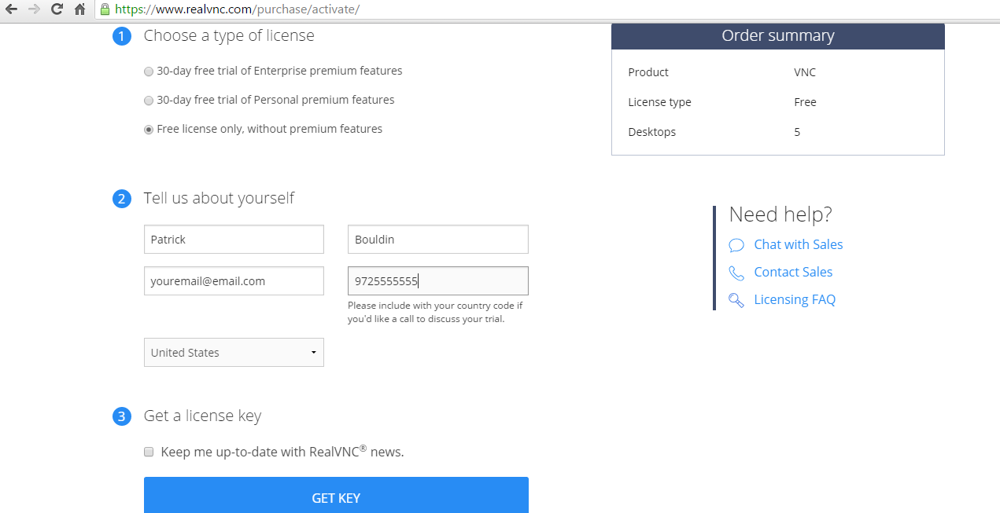 https://www.realvnc.com/purchase/activate/
1 Choose a type of license
30-day free trial of Enterprise premium features
30-day free trial of Personal premium features
Free license only, without premium features
Order summary
Product VNC
License type Free
Desktops 5
2 Tell us about yourself
Patrick Bouldin
youremail@email.com 9725555555
Please include with your country code if
you'd like a call to discuss your trial.
United States
Need help?
Chat with Sales
Contact Sales
Licensing FAQ
3 Get a license key
Keep me up-to-date with RealVNC® news.
GET KEY